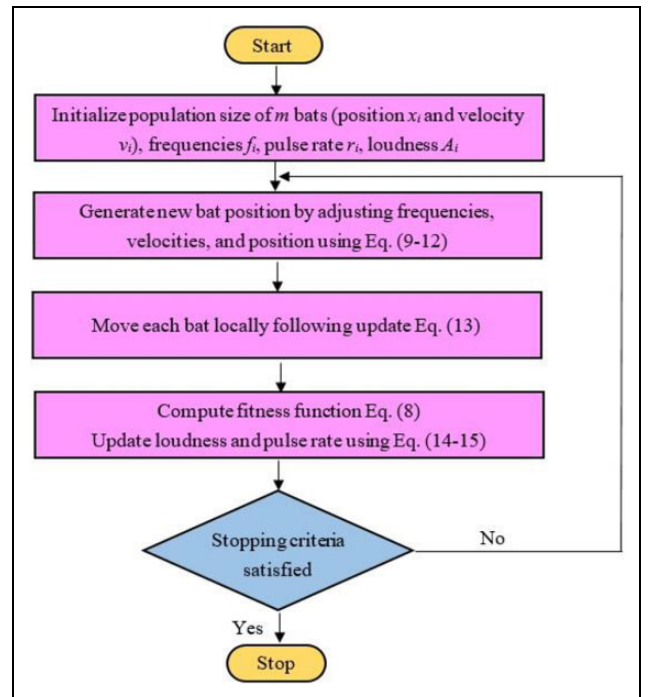 Start
Initialize population size of m bats (position xi and velocity
vi), frequencies fi, pulse rate ri, loudness Ai
Generate new bat position by adjusting frequencies,
velocities, and position using Eq. (9-12)
Move each bat locally following update Eq. (13)
Compute fitness function Eq. (8)
Update loudness and pulse rate using Eq. (14-15)
Stopping criteria
satisfied
No
Yes
Stop